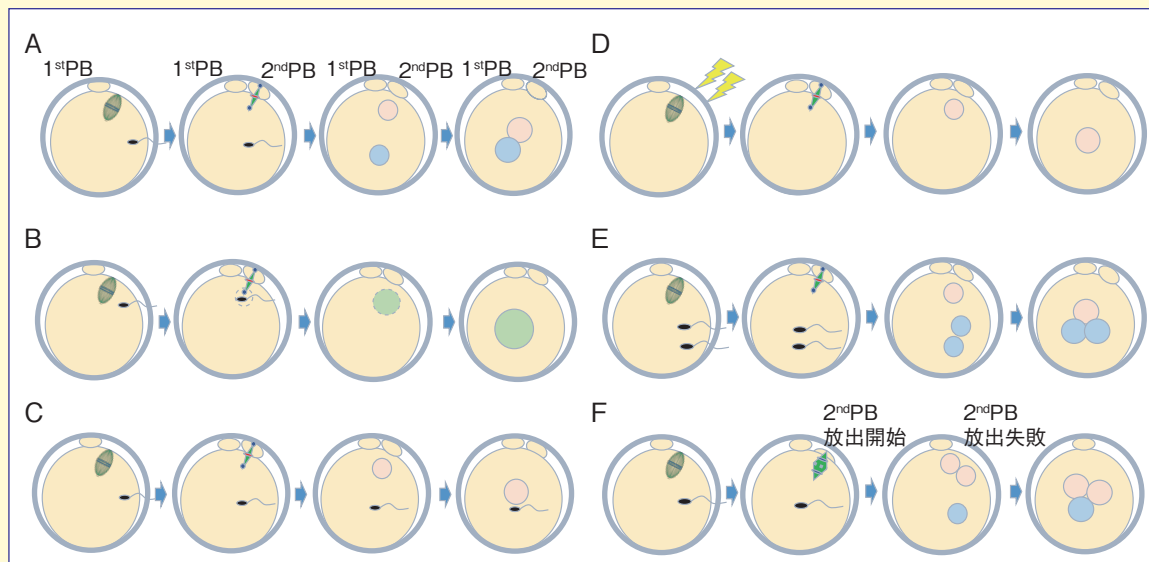 A
1stPB
1stPB 2ndPB
1stPB 2ndPB
1stPB 2ndPB
B
C
D
E
F
2ndPB
放出開始
2ndPB
放出失敗